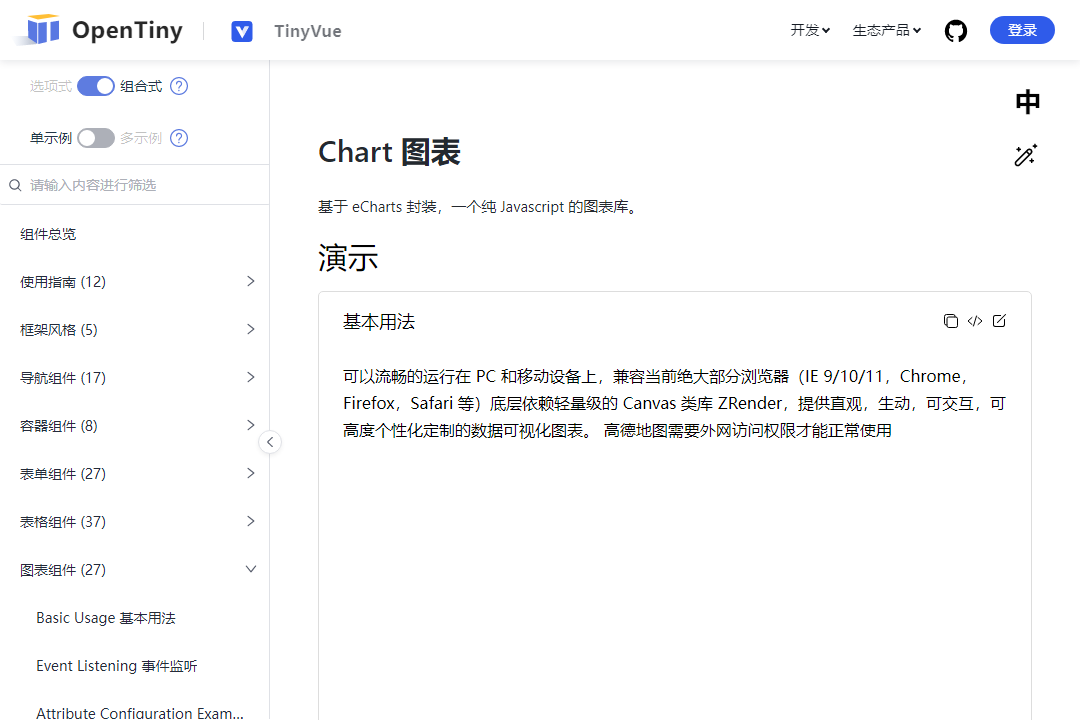 OpenTiny
TinyVue
开发
生态产品
登录
选项式 组合式 ?
单示例 多示例 ?
请输入内容进行筛选
组件总览
使用指南 (12)
框架风格 (5)
导航组件 (17)
容器组件 (8)
表单组件 (27)
表格组件 (37)
图表组件 (27)
Basic Usage 基本用法
Event Listening 事件监听
Attribute Configuration Exam...
中
Chart 图表
基于 eCharts 封装，一个纯 Javascript 的图表库。
演示
基本用法
可以流畅的运行在 PC 和移动设备上，兼容当前绝大部分浏览器（IE 9/10/11，Chrome，
Firefox，Safari 等）底层依赖轻量级的 Canvas 类库 ZRender，提供直观，生动，可交互，可
高度个性化定制的数据可视化图表。 高德地图需要外网访问权限才能正常使用